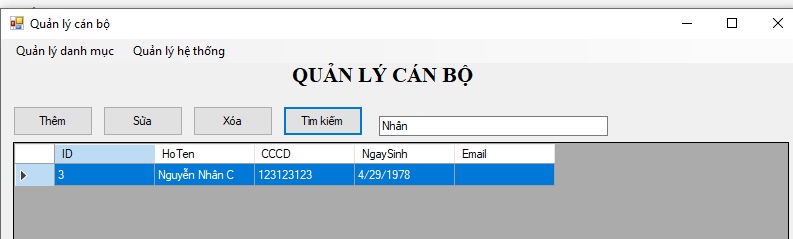 Quản lý cán bộ
Quản lý danh mục Quản lý hệ thống
QUẢN LÝ CÁN BỘ
Thêm Sửa Xóa Tìm kiếm Nhân
ID HoTen CCCD NgaySinh Email
3 Nguyễn Nhân C 123123123 4/29/1978